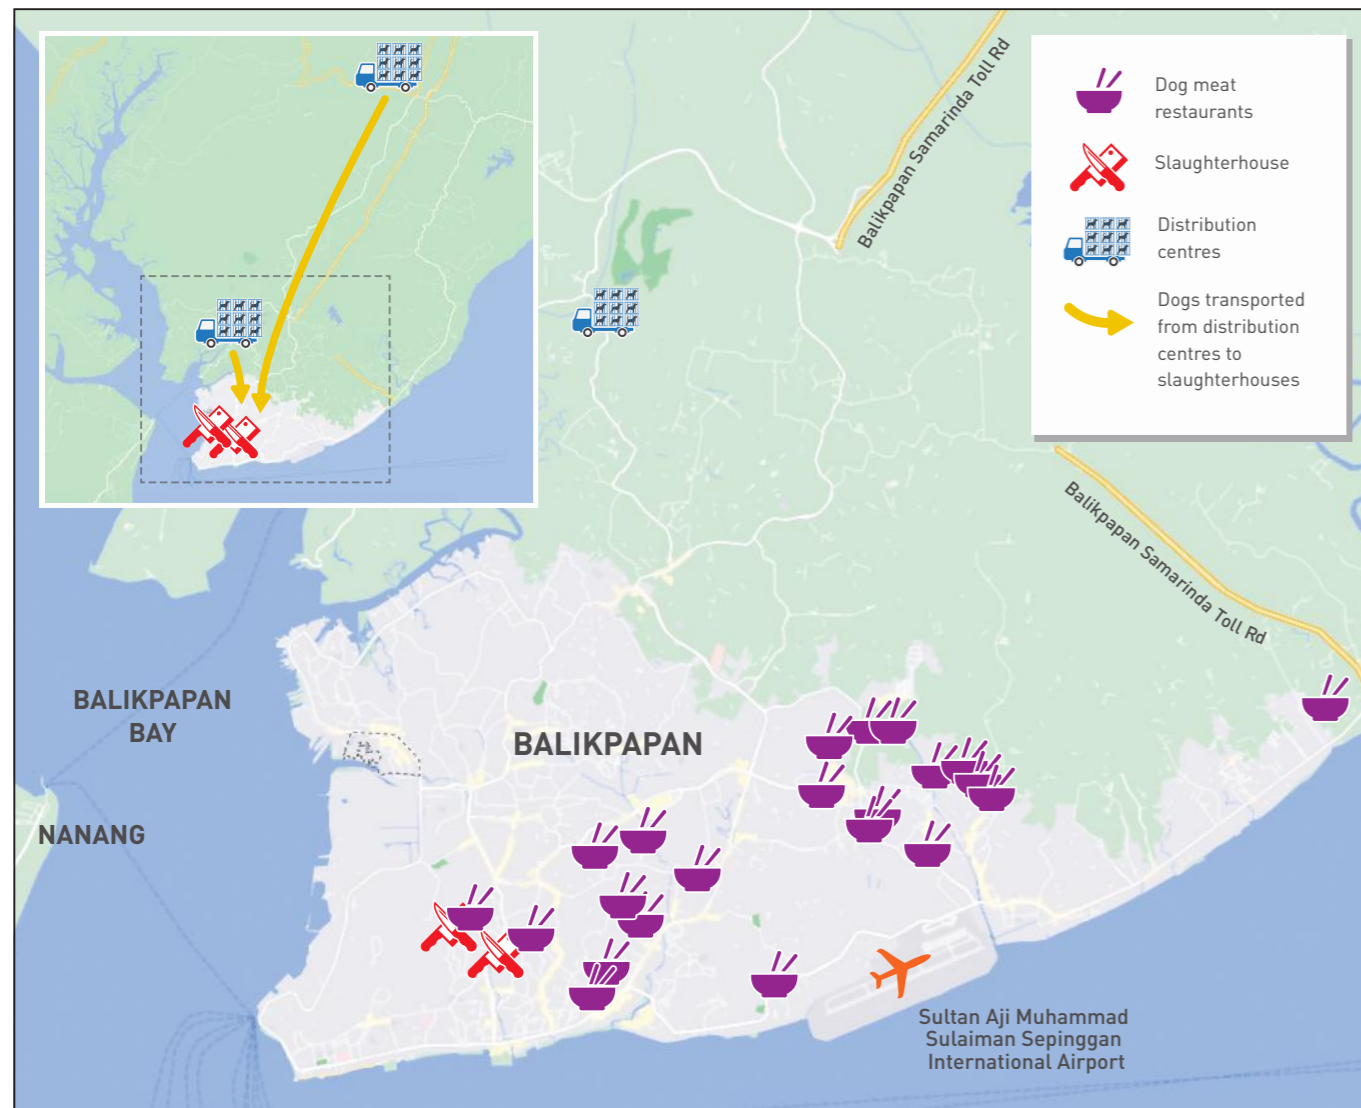 Dog meat
restaurants
Slaughterhouse
Distribution
centres
Dogs transported
from distribution
centres to
slaughterhouses
Balikpapan Samarinda Toll Rd
Balikpapan Samarinda Toll Rd
BALIKPAPAN
BAY
BALIKPAPAN
NANANG
Sultan Aji Muhammad
Sulaiman Sepinggan
International Airport